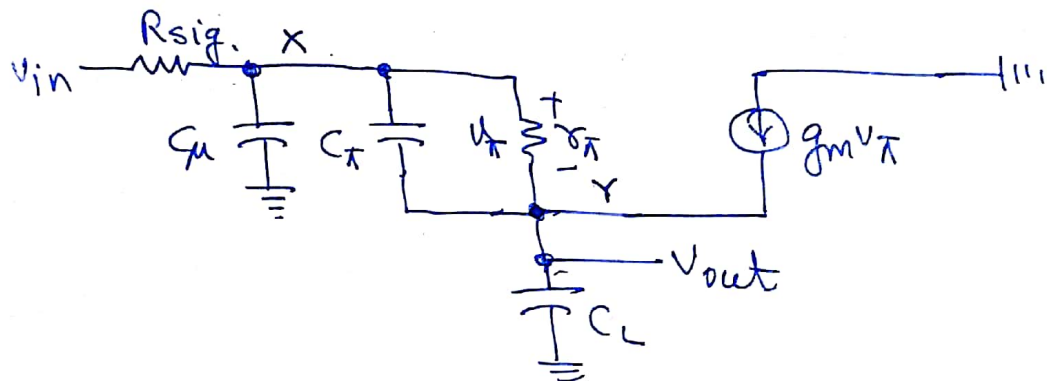 Rsig. X
Vin
Cμ Cπ Vπ + rπ - gmVπ
Y
Vout
CL